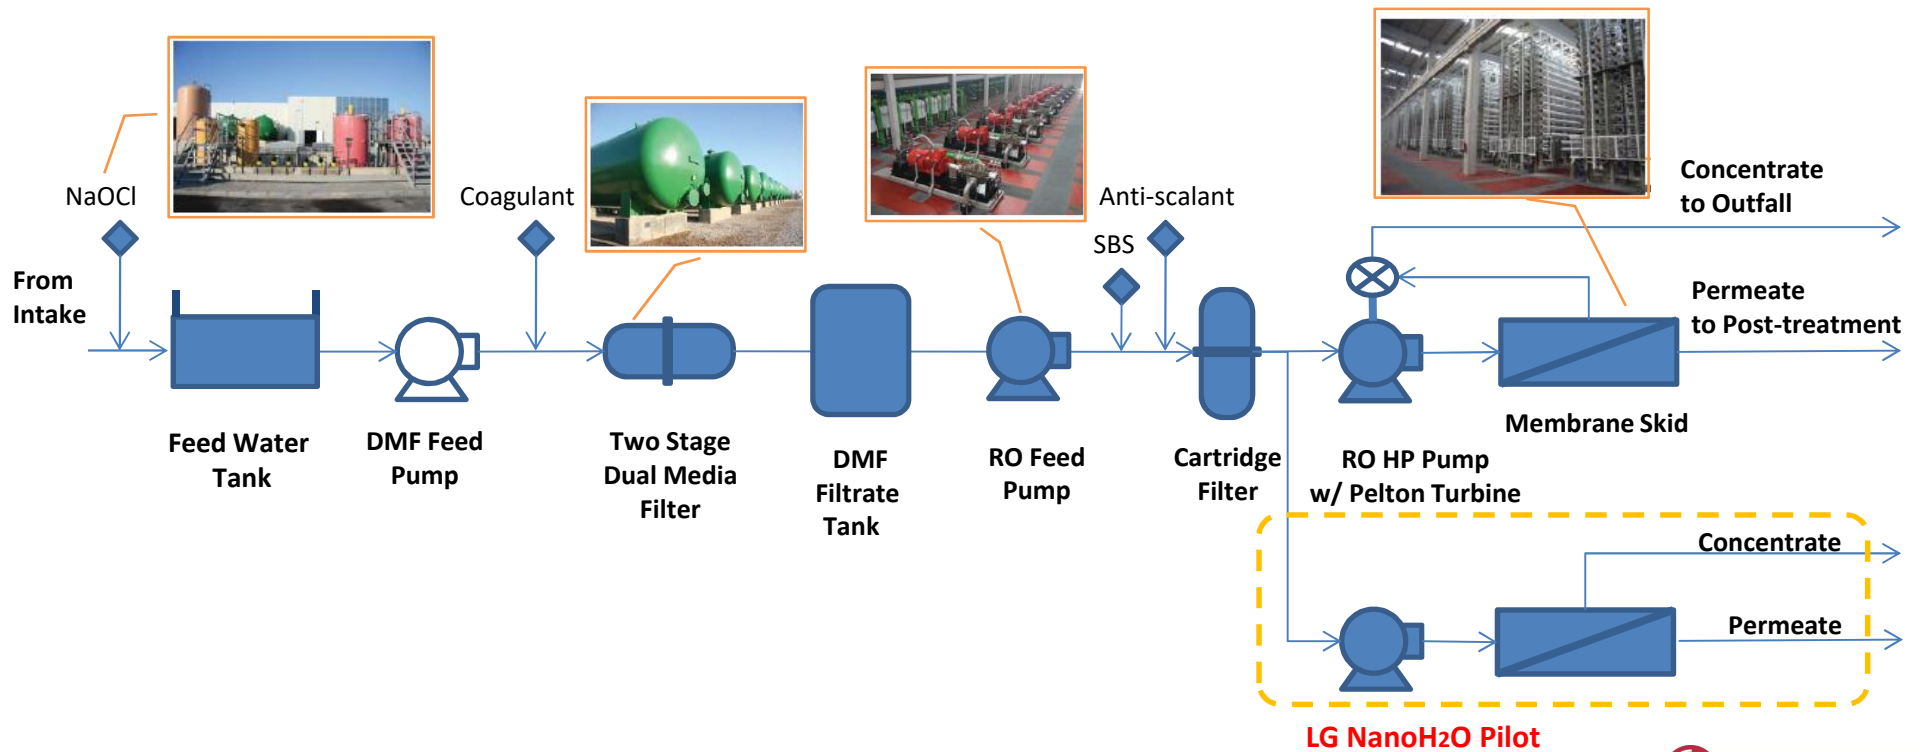 NaOCl
Coagulant
Anti-scalant
SBS
Concentrate
to Outfall
From
Intake
Permeate
to Post-treatment
Feed Water
Tank
DMF Feed
Pump
Two Stage
Dual Media
Filter
DMF
Filtrate
Tank
RO Feed
Pump
Cartridge
Filter
RO HP Pump
w/ Pelton Turbine
Membrane Skid
Concentrate
Permeate
LG NanoH2O Pilot